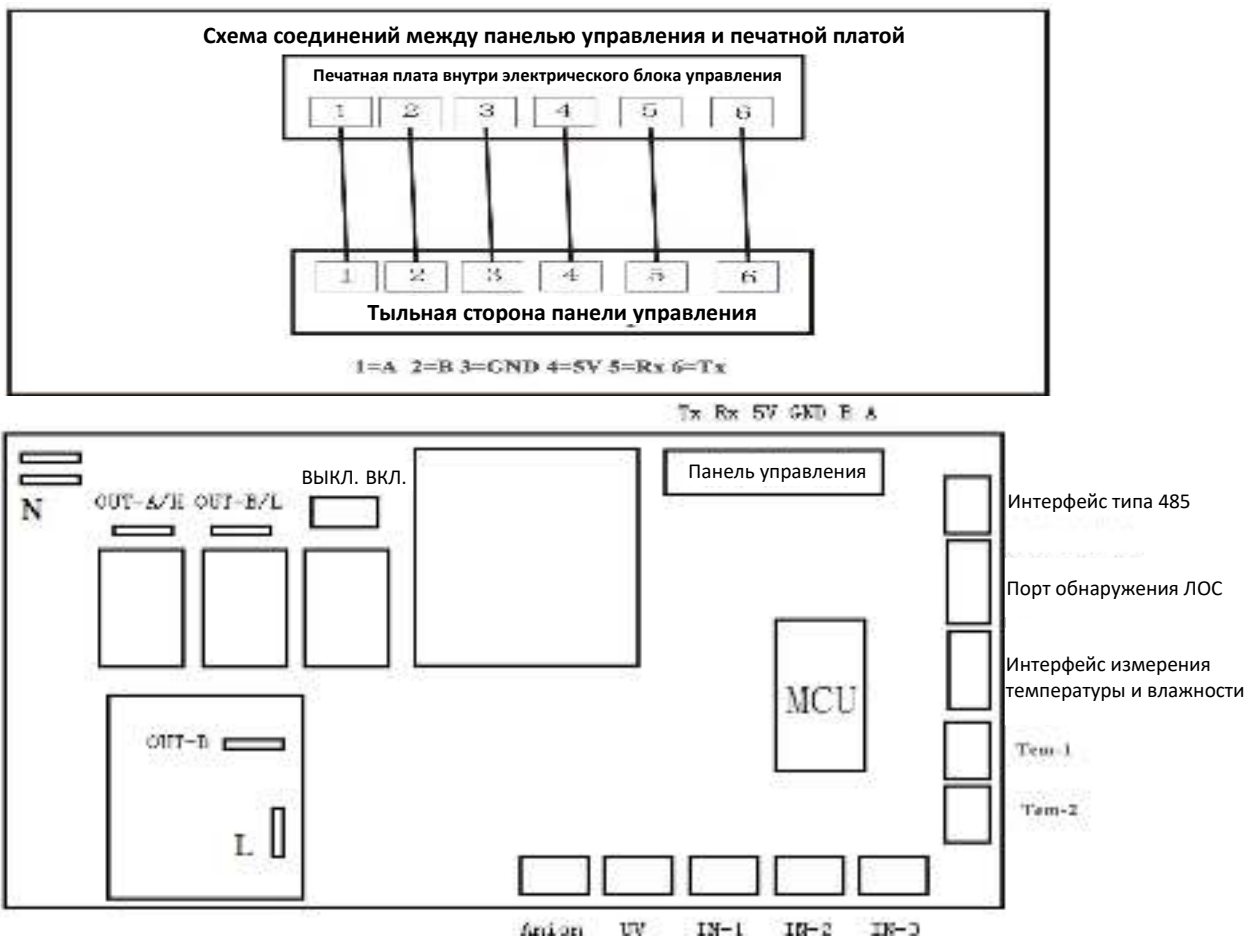 Схема соединений между панелью управления и печатной платой
Печатная плата внутри электрического блока управления
1 2 3 4 5 6
1 2 3 4 5 6
Тыльная сторона панели управления
1=A 2=B 3=GND 4=5V 5=Rx 6=Tx
Tx Rx 5V GND B A
Панель управления
ВЫКЛ. ВКЛ.
N
OUT-A/H OUT-B/L
Интерфейс типа 485
Порт обнаружения ЛОС
Интерфейс измерения
температуры и влажности
MCU
OUT-D
Tem-1
Tem-2
L
Anion UV IN-1 IN-2 IN-3